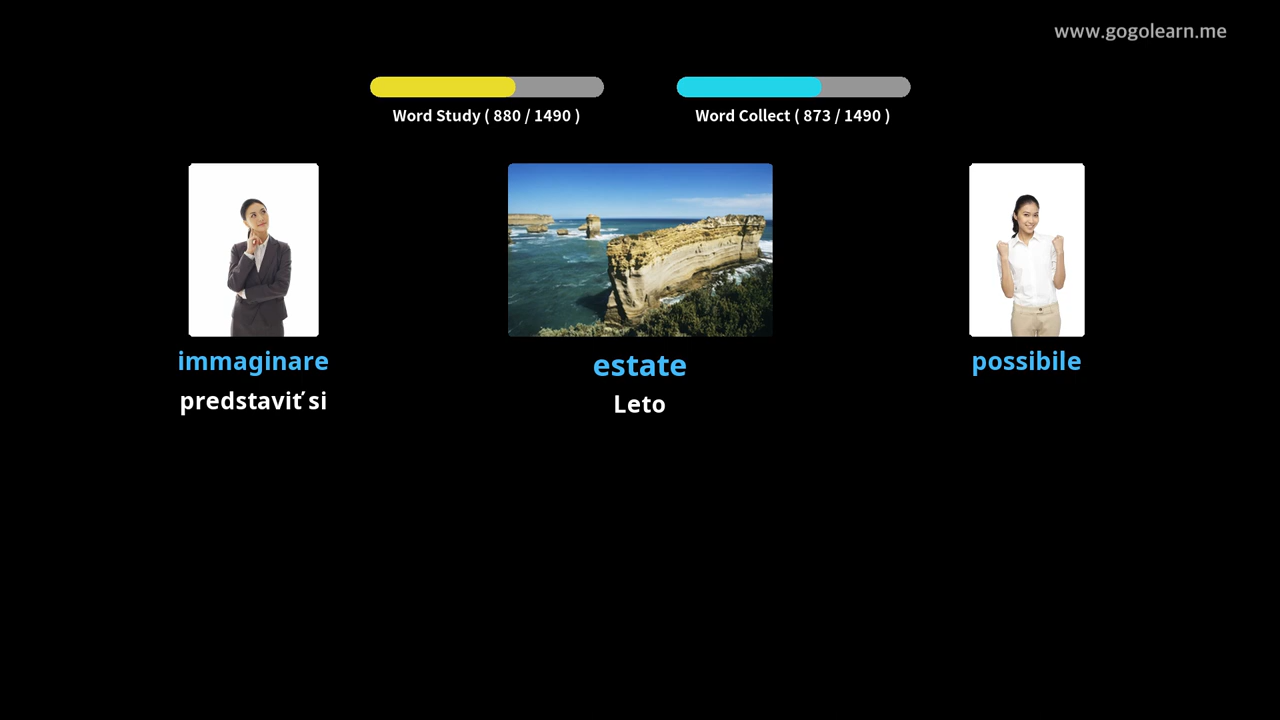 www.gogolearn.me
Word Study ( 880 / 1490 )
Word Collect ( 873 / 1490 )
immaginare
estate
possibile
predstaviť si
Leto